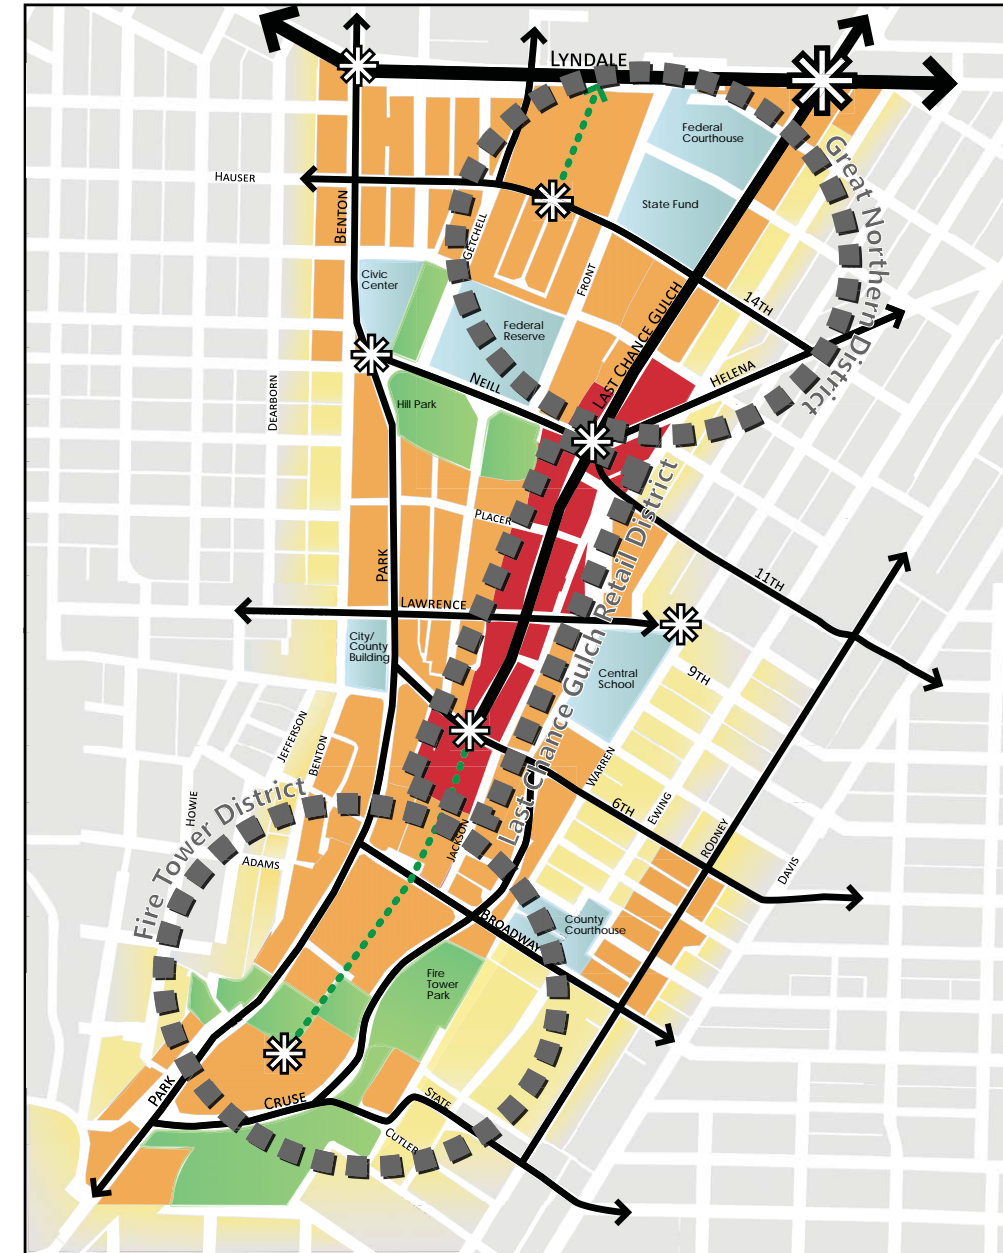 LYNDALE
Federal
Courthouse
HAUSER
BENTON
State Fund
GETCHELL
Great Northern District
Civic
Center
FRONT
14TH
LAST CHANCE GULCH
Federal
Reserve
HELENA
NEILL
DEARBORN
Hill Park
PLACER
Last Chance Gulch Retail District
PARK
11TH
LAWRENCE
City/
County
Building
Central
School
9TH
JEFFERSON
BENTON
WARREN
6TH
EWING
HOWIE
Fire Tower District
JACKSON
RODNEY
DAVIS
ADAMS
BROADWAY
County
Courthouse
Fire
Tower
Park
PARK
CRUSE
STATE
CUTLER